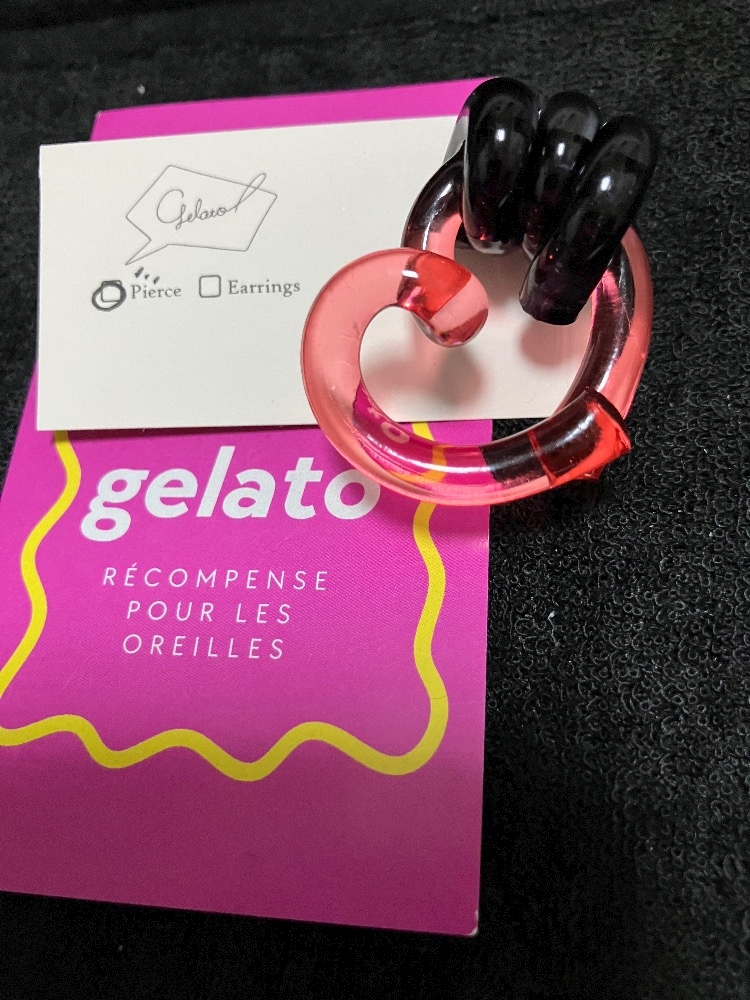 Gelato
Pierce Earrings
gelato
RÉCOMPENSE
POUR LES
OREILLES